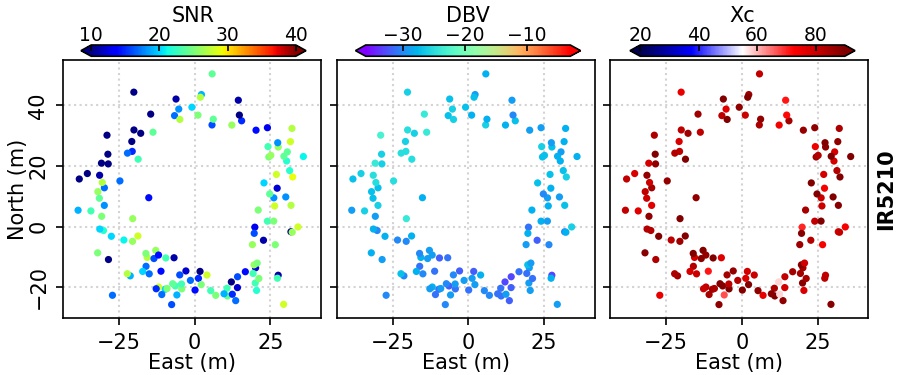 SNR DBV Xc
10 20 30 40 −30 −20 −10 20 40 60 80
North (m)
40
20
0
−20
−25 0 25 −25 0 25 −25 0 25
East (m) East (m) East (m)
IR5210